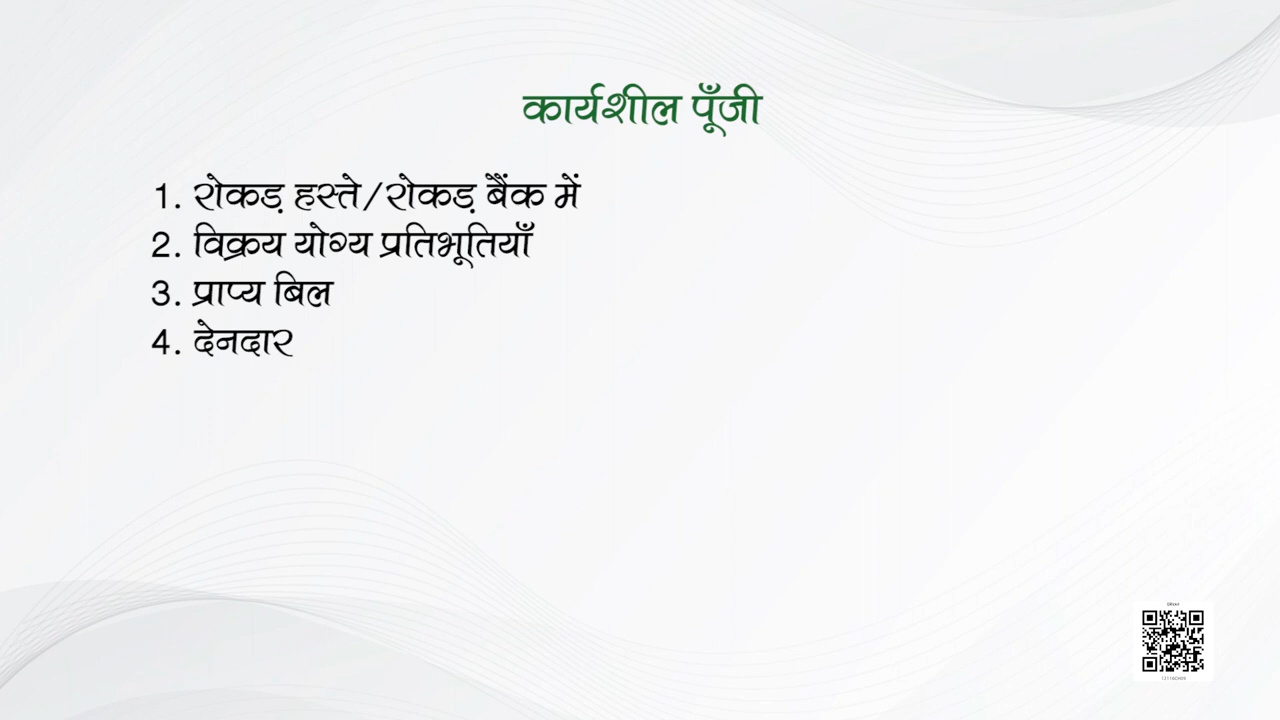 कार्यशील पूँजी
1. रोकड़ हस्ते/रोकड़ बैंक में
2. विक्रय योग्य प्रतिभूतियाँ
3. प्राप्य बिल
4. देनदार